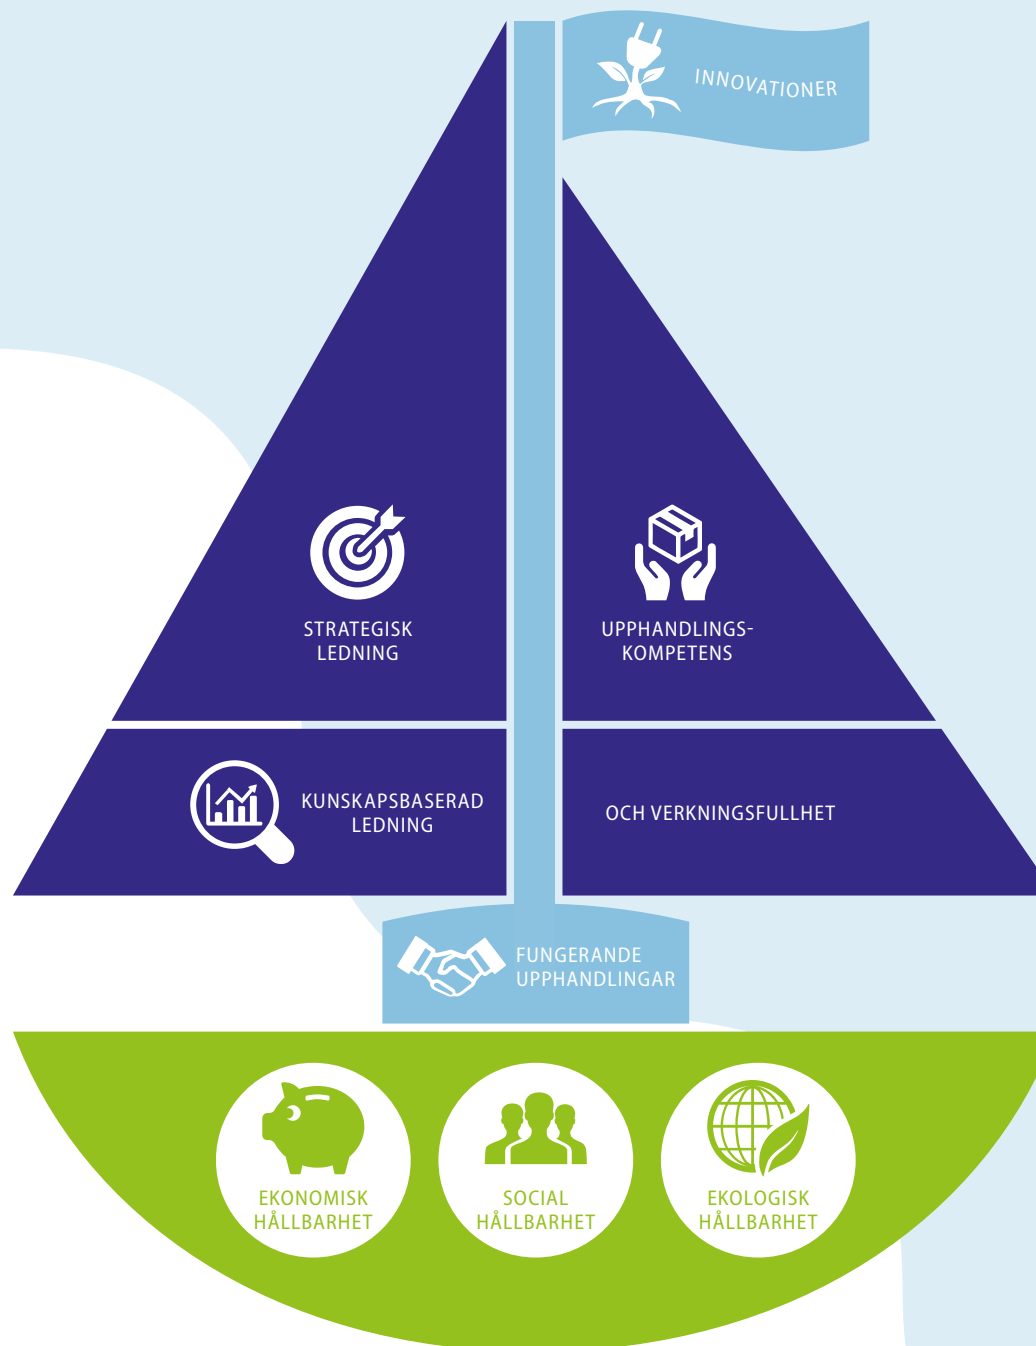 INNOVATIONER
STRATEGISK
LEDNING
UPPHANDLINGS-
KOMPETENS
KUNSKAPSBASERAD
LEDNING
OCH VERKNINGSFULLHET
FUNGERANDE
UPPHANDLINGAR
EKONOMISK
HÅLLBARHET
SOCIAL
HÅLLBARHET
EKOLOGISK
HÅLLBARHET